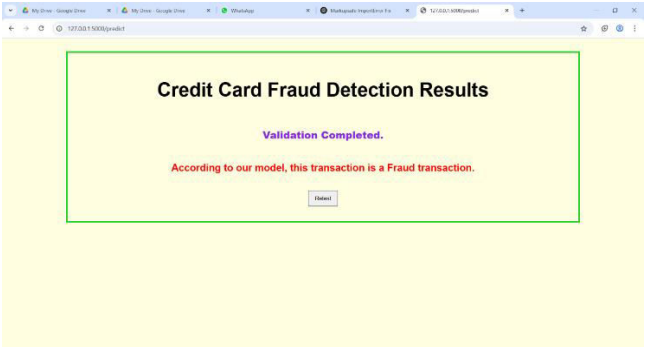 My Drive - Google Drive
My Drive - Google Drive
WhatsApp
127.0.0.1:5000/predict
127.0.0.1:5000/predict
Credit Card Fraud Detection Results
Validation Completed.
According to our model, this transaction is a Fraud transaction.